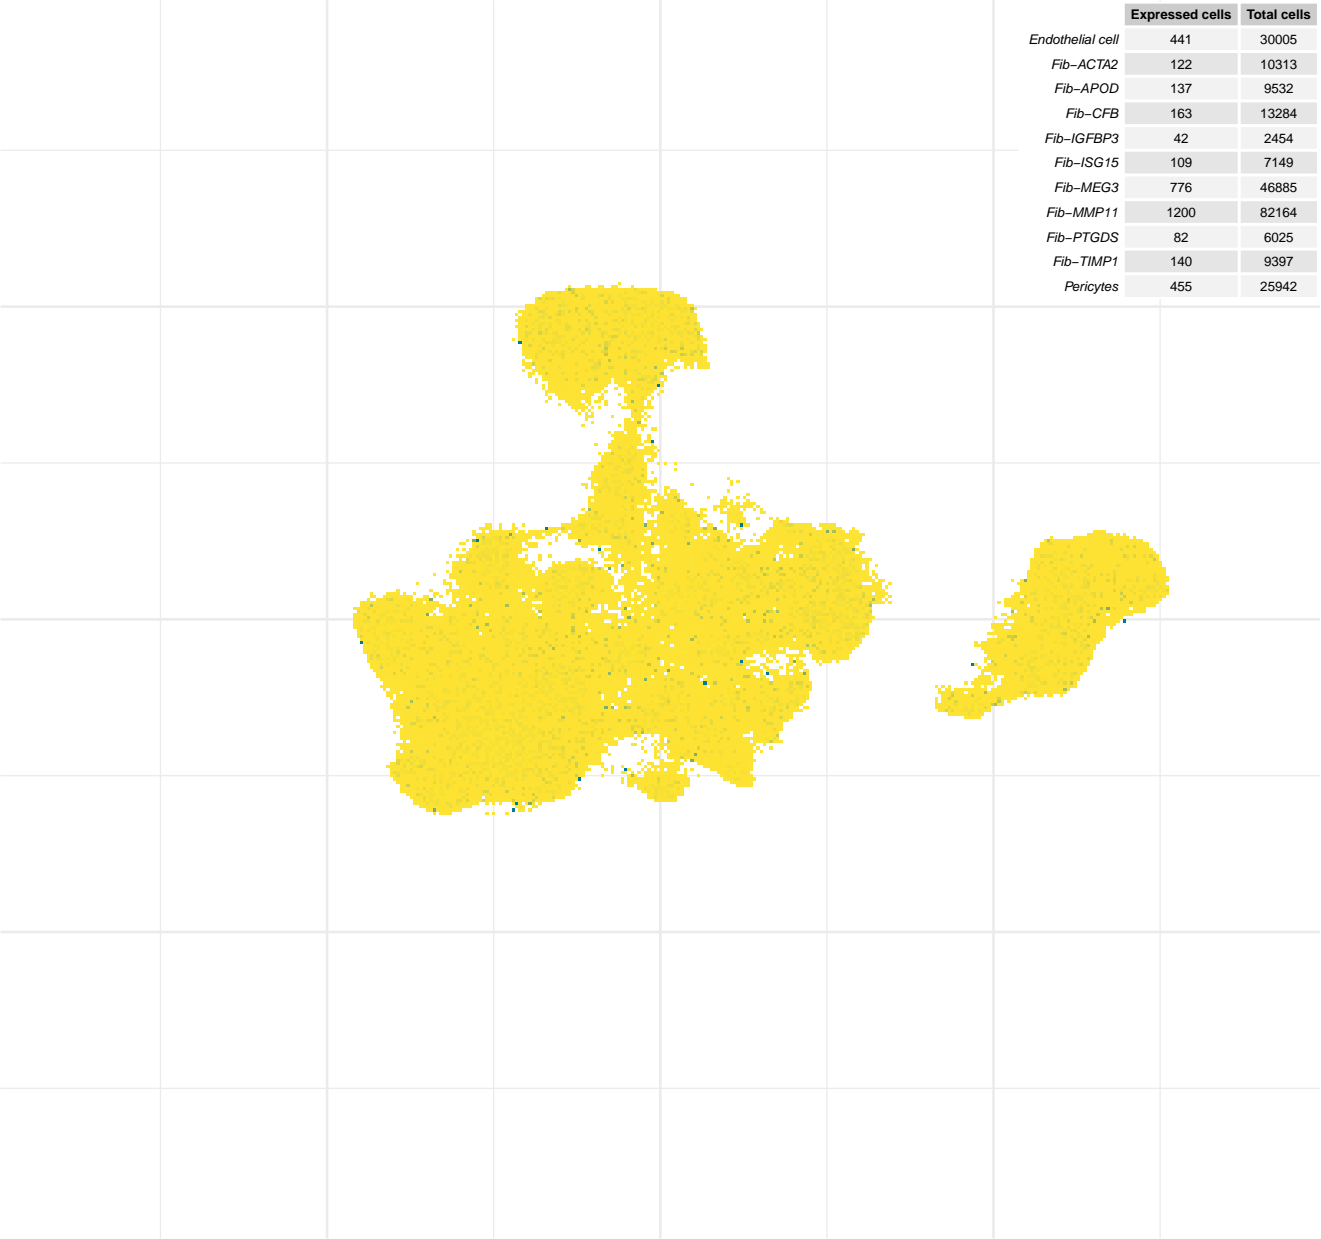 Expressed cells Total cells
Endothelial cell 441 30005
Fib−ACTA2 122 10313
Fib−APOD 137 9532
Fib−CFB 163 13284
Fib−IGFBP3 42 2454
Fib−ISG15 109 7149
Fib−MEG3 776 46885
Fib−MMP11 1200 82164
Fib−PTGDS 82 6025
Fib−TIMP1 140 9397
Pericytes 455 25942